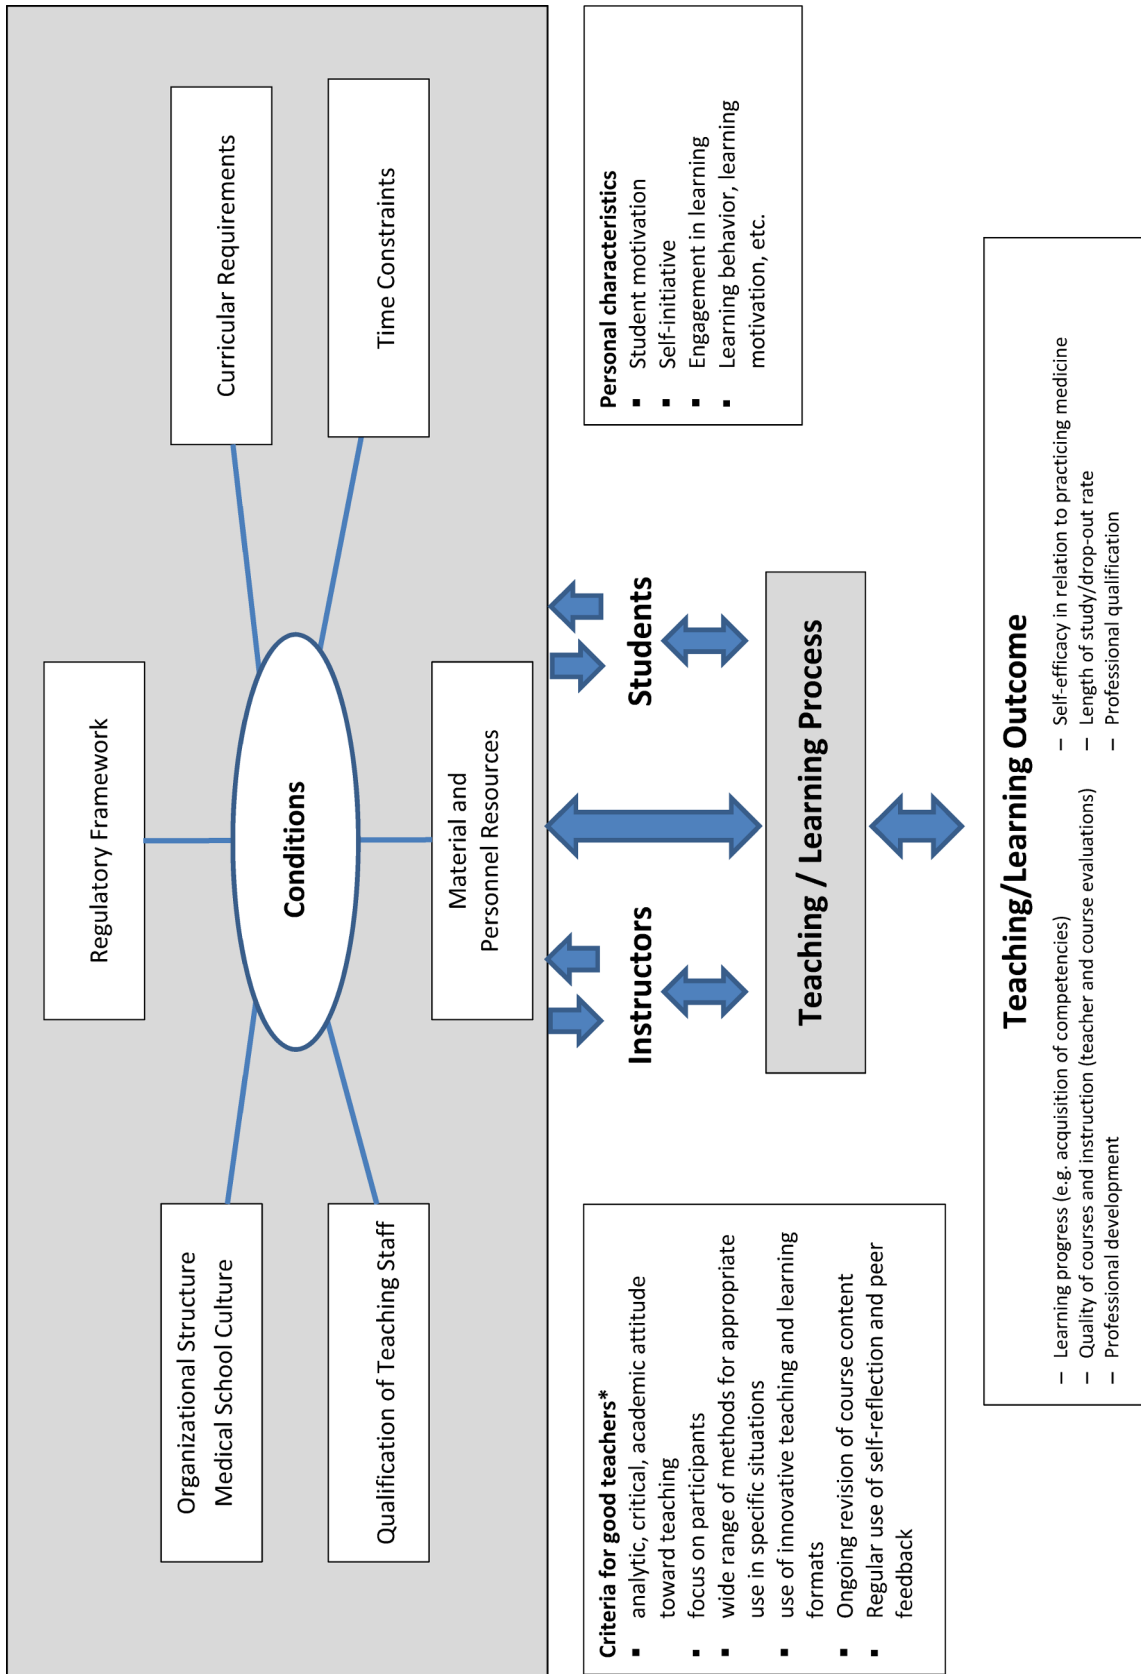 Regulatory Framework
Organizational Structure
Medical School Culture
Curricular Requirements
Conditions
Qualification of Teaching Staff
Time Constraints
Material and
Personnel Resources
Criteria for good teachers*
▪ analytic, critical, academic attitude
toward teaching
▪ focus on participants
▪ wide range of methods for appropriate
use in specific situations
▪ use of innovative teaching and learning
formats
▪ Ongoing revision of course content
▪ Regular use of self-reflection and peer
feedback
Instructors
Students
Personal characteristics
▪ Student motivation
▪ Self-initiative
▪ Engagement in learning
▪ Learning behavior, learning
motivation, etc.
Teaching / Learning Process
Teaching/Learning Outcome
– Learning progress (e.g. acquisition of competencies)
– Quality of courses and instruction (teacher and course evaluations)
– Professional development
– Self-efficacy in relation to practicing medicine
– Length of study/drop-out rate
– Professional qualification